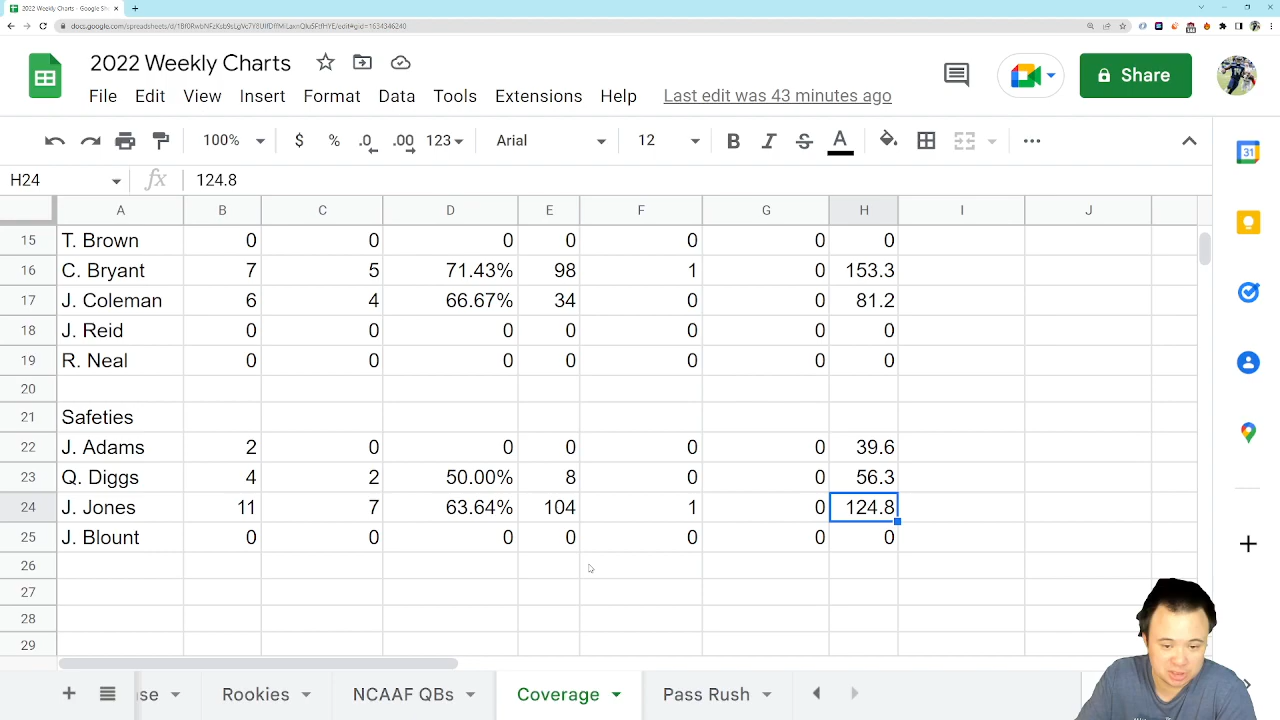 2022 Weekly Charts - Google Sh
docs.google.com/spreadsheets/d/
2022 Weekly Charts
File Edit View Insert Format Data Tools Extensions Help Last edit was 43 minutes ago
Share
100% $ % .0 .00 123 Arial 12 B I S A
31
H24 fx 124.8
A B C D E F G H I J
15 T. Brown 0 0 0 0 0 0 0
16 C. Bryant 7 5 71.43% 98 1 0 153.3
17 J. Coleman 6 4 66.67% 34 0 0 81.2
18 J. Reid 0 0 0 0 0 0 0
19 R. Neal 0 0 0 0 0 0 0
20
21 Safeties
22 J. Adams 2 0 0 0 0 0 39.6
23 Q. Diggs 4 2 50.00% 8 0 0 56.3
24 J. Jones 11 7 63.64% 104 1 0 124.8
25 J. Blount 0 0 0 0 0 0 0
26
27
28
29
se Rookies NCAAF QBs Coverage Pass Rush